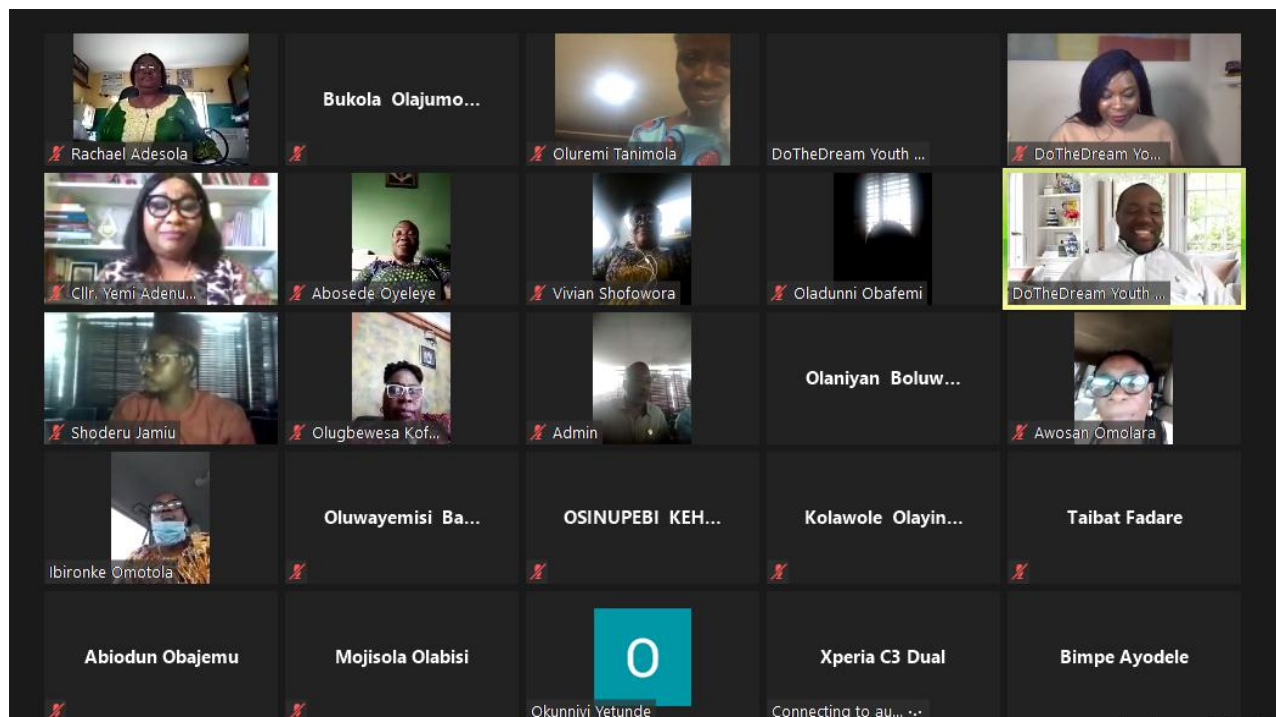 Rachael Adesola
Bukola Olajumo...
Oluremi Tanimola
DoTheDream Youth ...
DoTheDream Yo...
Cllr. Yemi Adenu...
Abosede Oyeleye
Vivian Shofowora
Oladunni Obafemi
DoTheDream Youth ...
Shoderu Jamiu
Olugbewesa Kof...
Admin
Olaniyan Boluw...
Awosan Omolara
Ibironke Omotola
Oluwayemisi Ba...
OSINUPEBI KEH...
Kolawole Olayin...
Taibat Fadare
Abiodun Obajemu
Mojisola Olabisi
O
Okunniyi Yetunde
Xperia C3 Dual
Connecting to au...
Bimpe Ayodele